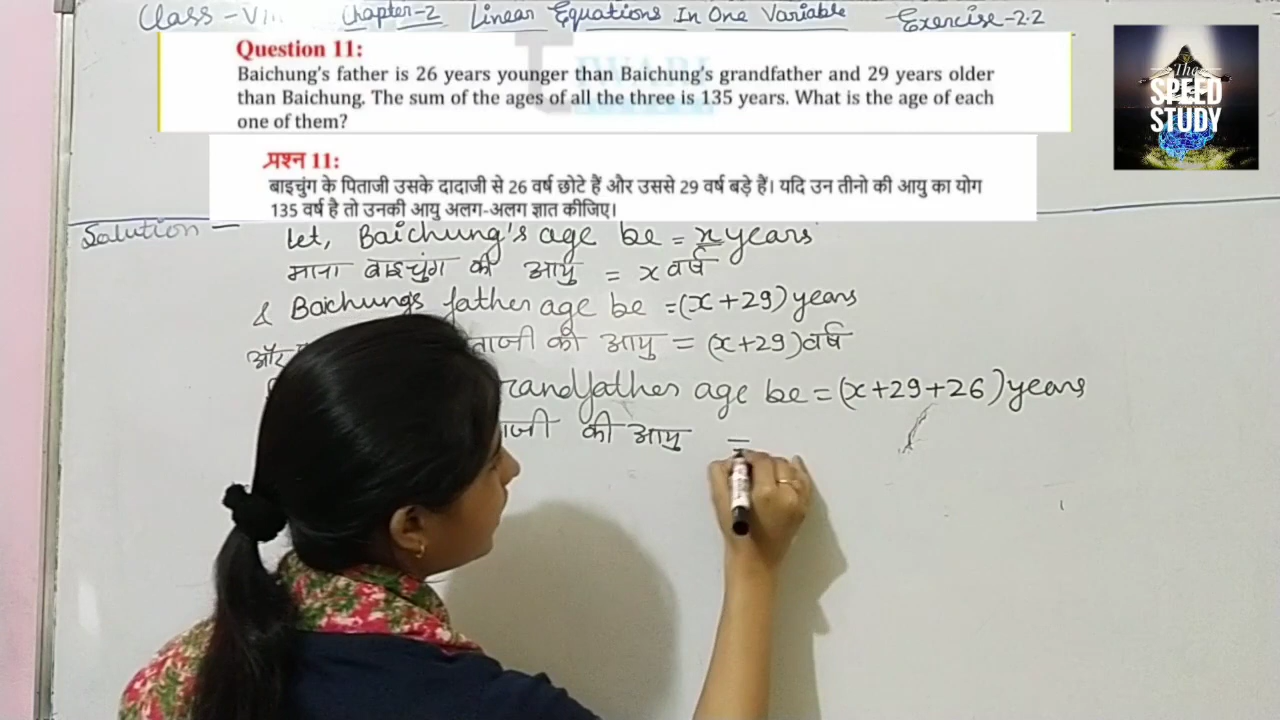 Class - VIII Chapter-2 Linear Equations In One Variable Exercise-2.2
Question 11:
Baichung's father is 26 years younger than Baichung's grandfather and 29 years older
than Baichung. The sum of the ages of all the three is 135 years. What is the age of each
one of them?
The
SPEED
STUDY
प्रश्न 11:
बाइचुंग के पिताजी उसके दादाजी से 26 वर्ष छोटे हैं और उससे 29 वर्ष बड़े हैं। यदि उन तीनो की आयु का योग
135 वर्ष है तो उनकी आयु अलग-अलग ज्ञात कीजिए।
Solution -
Let, Baichung's age be = x years
माना बाइचुंग की आयु = x वर्ष
& Baichung's father age be = (x+29) years
और की आयु = (x+29) वर्ष
age be = (x+29+26) years
की आयु =